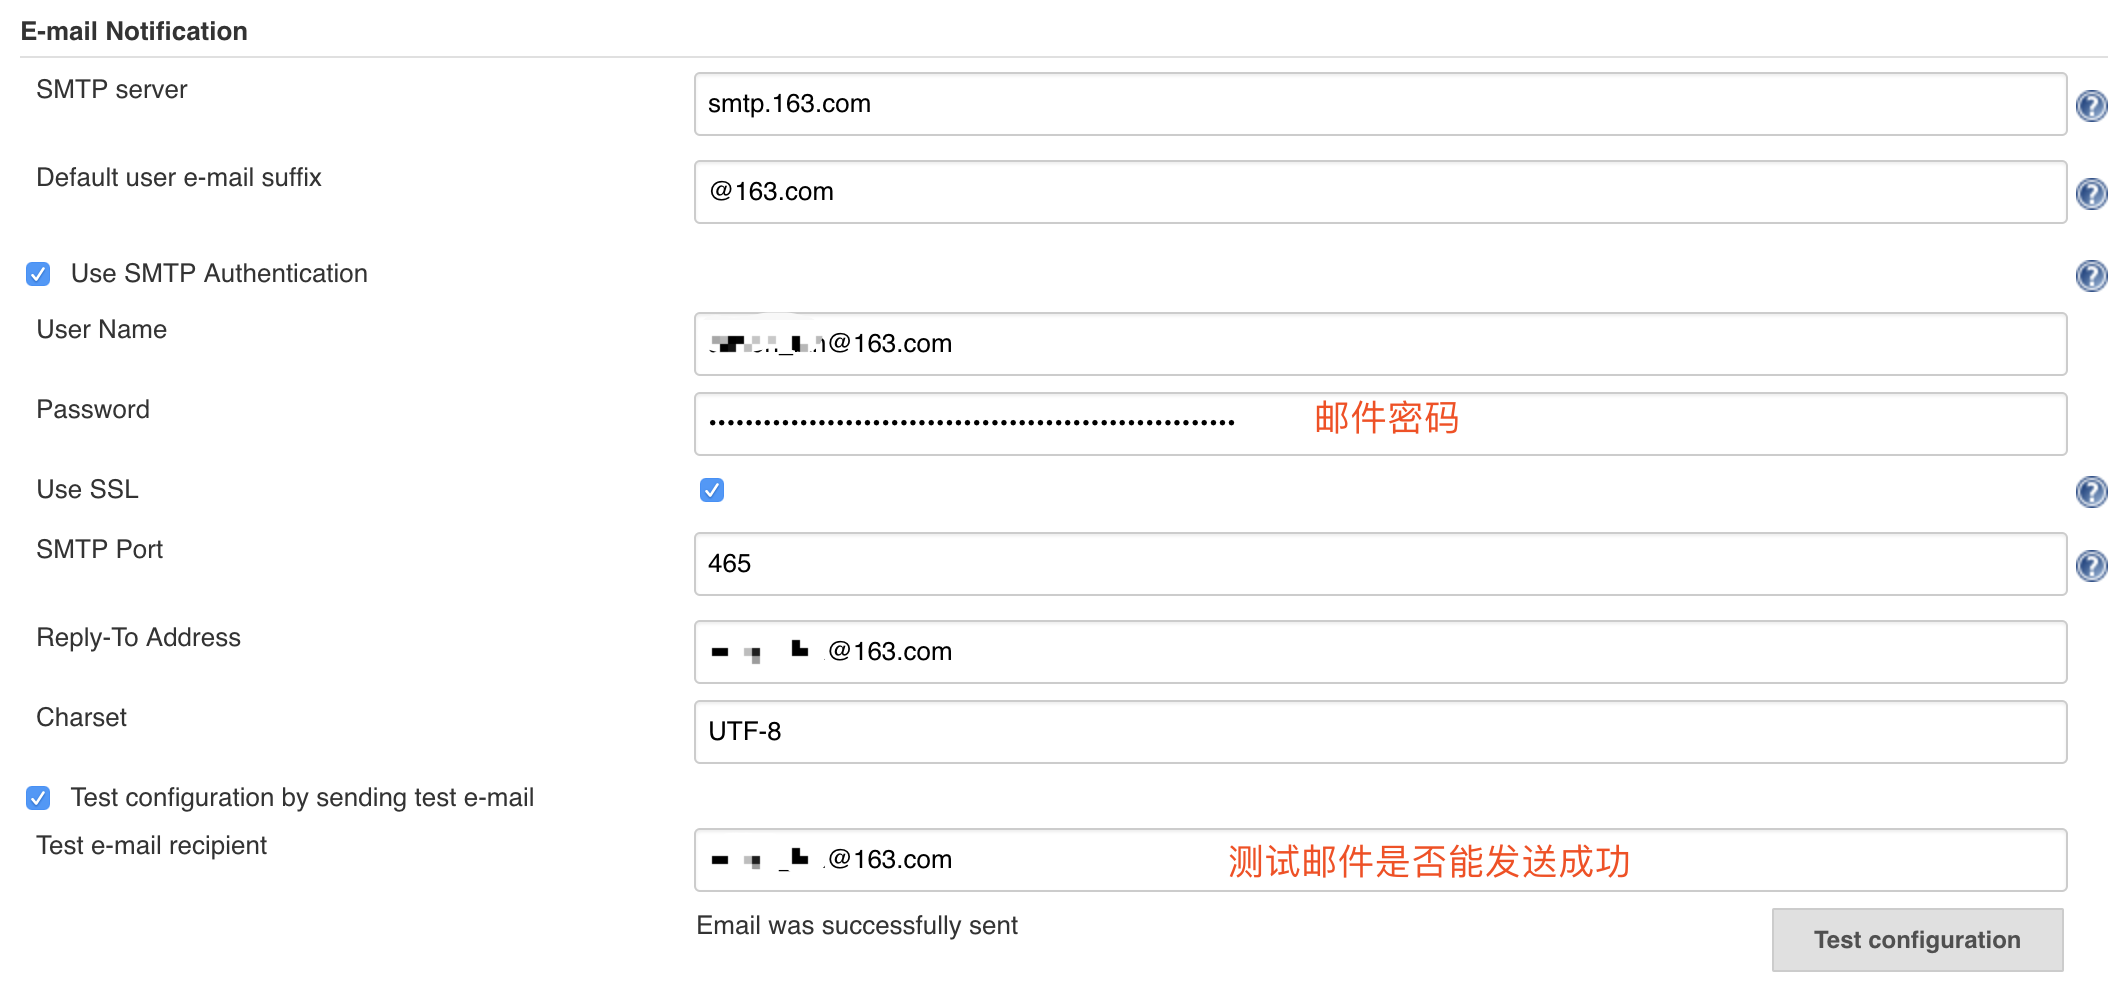 E-mail Notification
SMTP server
smtp.163.com
Default user e-mail suffix
@163.com
Use SMTP Authentication
User Name
@163.com
Password
邮件密码
Use SSL
SMTP Port
465
Reply-To Address
@163.com
Charset
UTF-8
Test configuration by sending test e-mail
Test e-mail recipient
@163.com
测试邮件是否能发送成功
Email was successfully sent
Test configuration